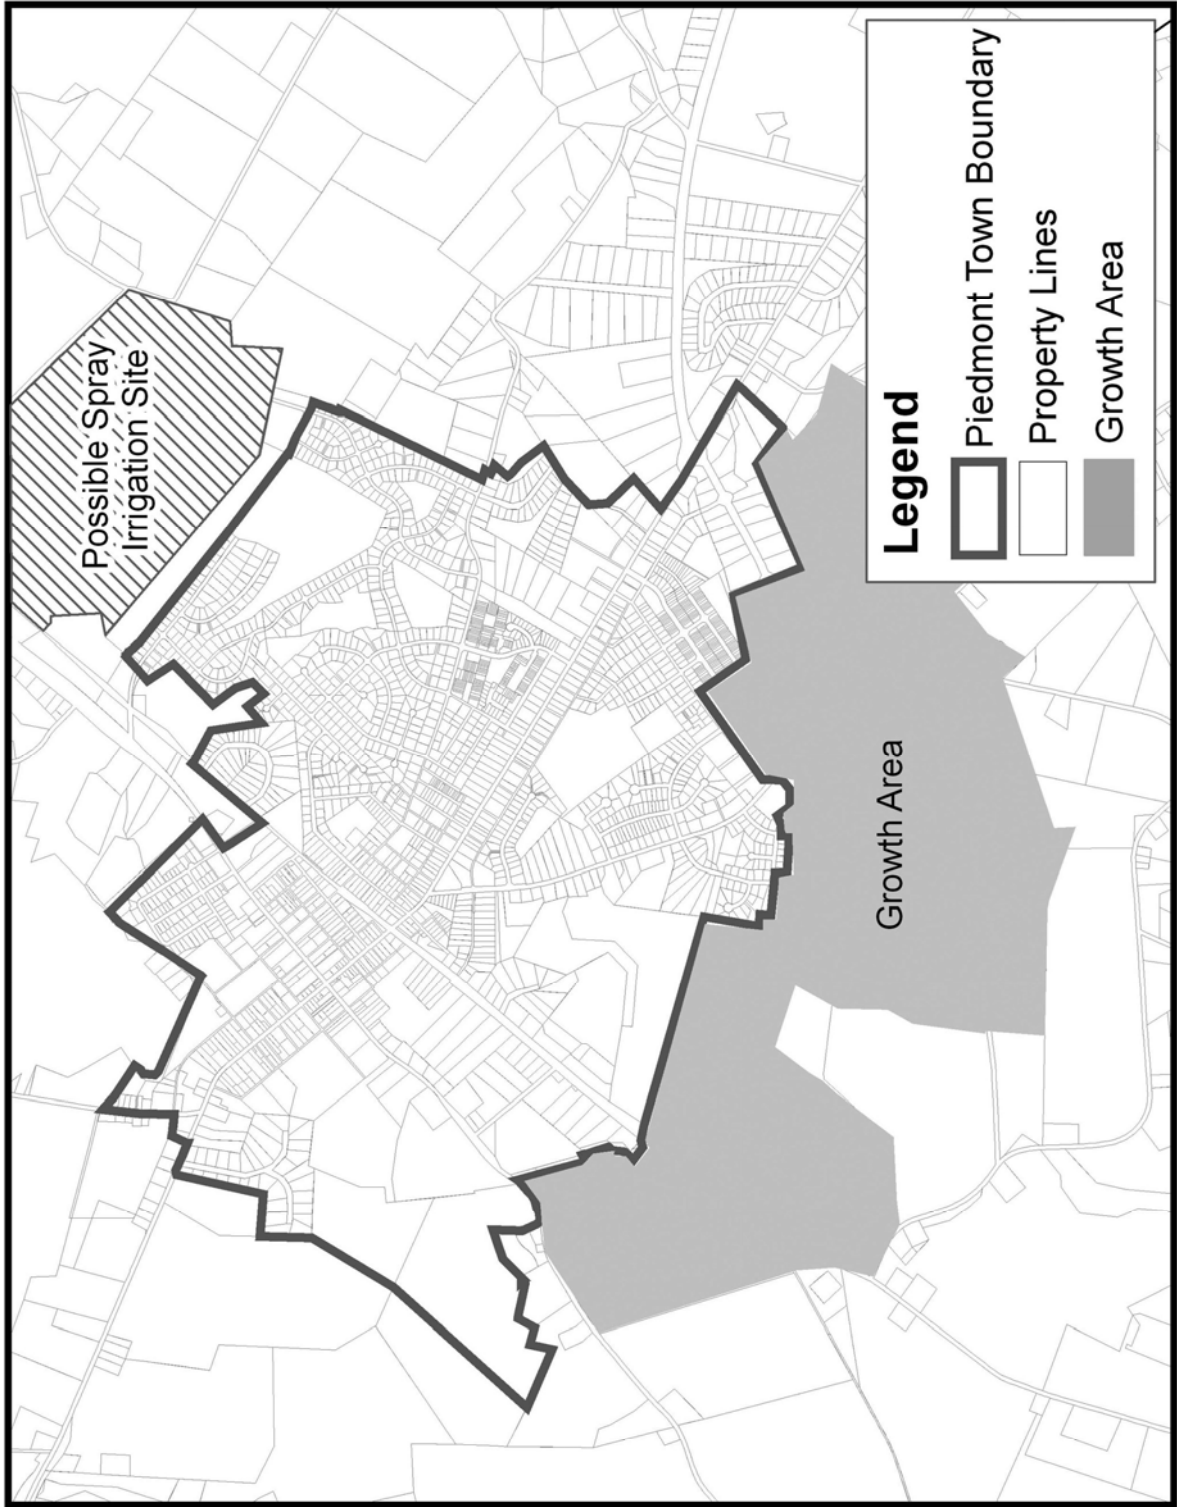 Possible Spray
Irrigation Site
Growth Area
Legend
Piedmont Town Boundary
Property Lines
Growth Area